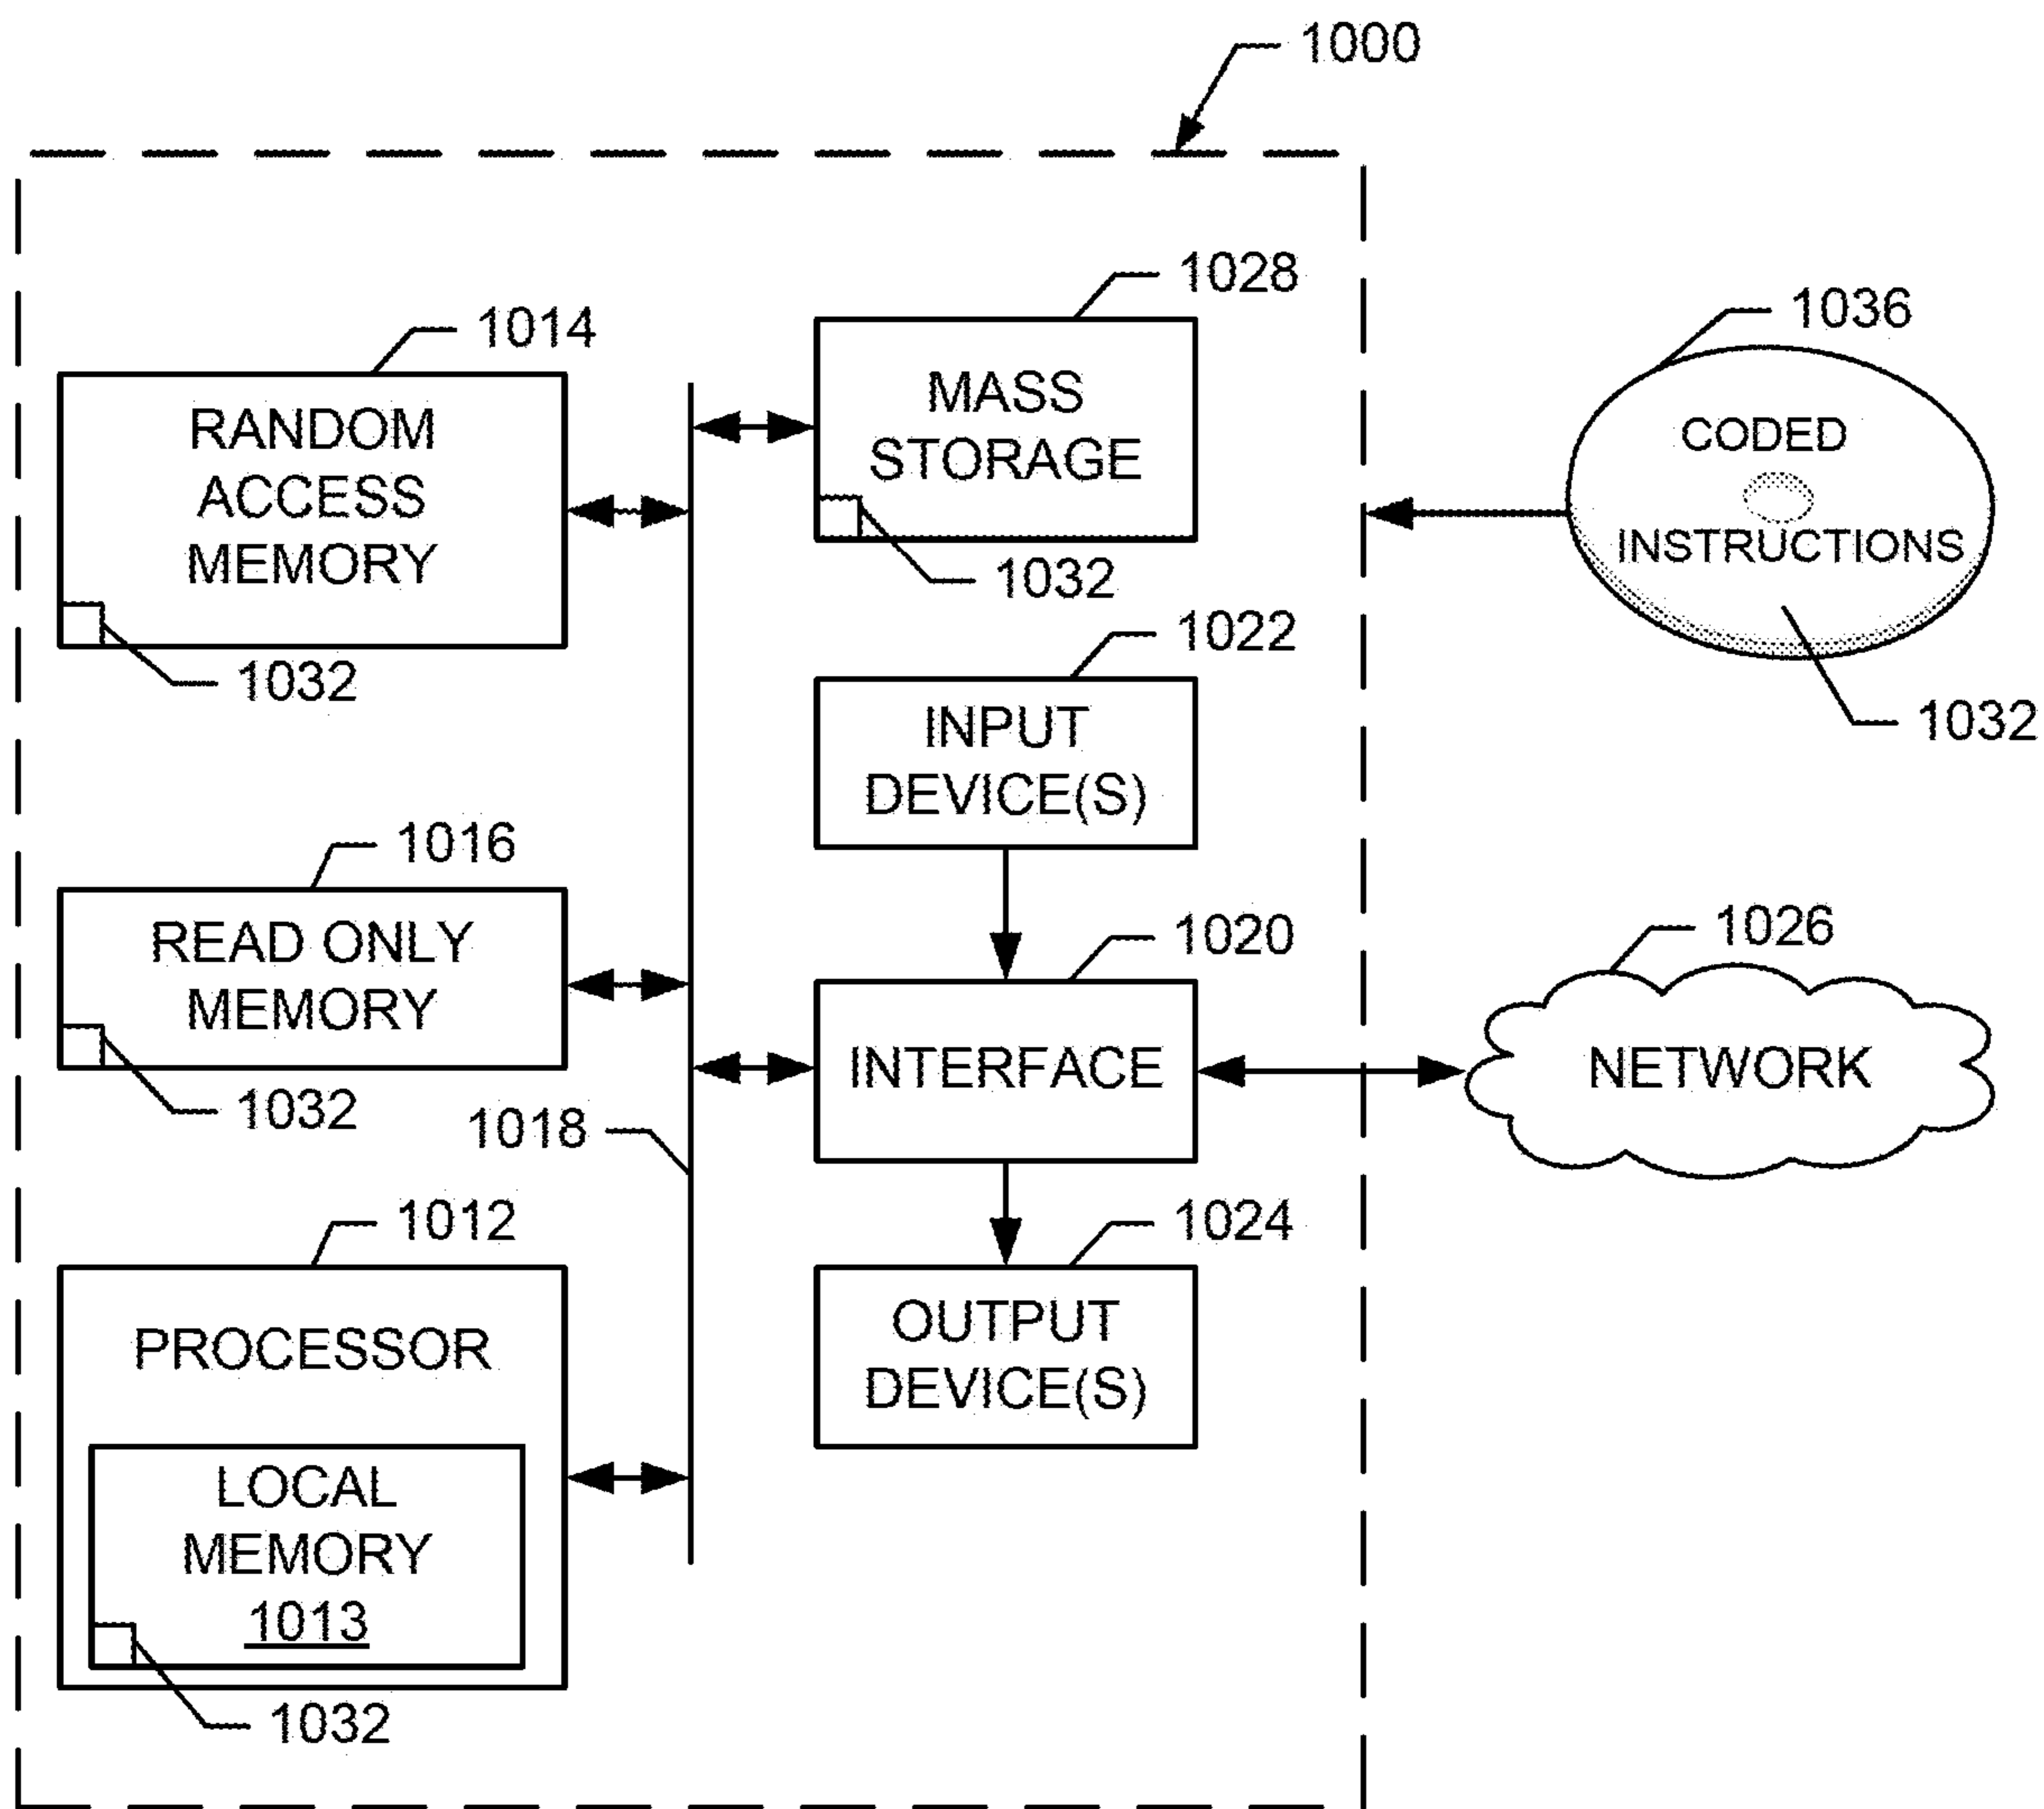 1000
1028
1014
1036
RANDOM
ACCESS
MEMORY
MASS
STORAGE
CODED
INSTRUCTIONS
1032
1032
1022
1032
INPUT
DEVICE(S)
1016
1026
1020
READ ONLY
MEMORY
INTERFACE
NETWORK
1032
1018
1012
1024
PROCESSOR
OUTPUT
DEVICE(S)
LOCAL
MEMORY
1013
1032